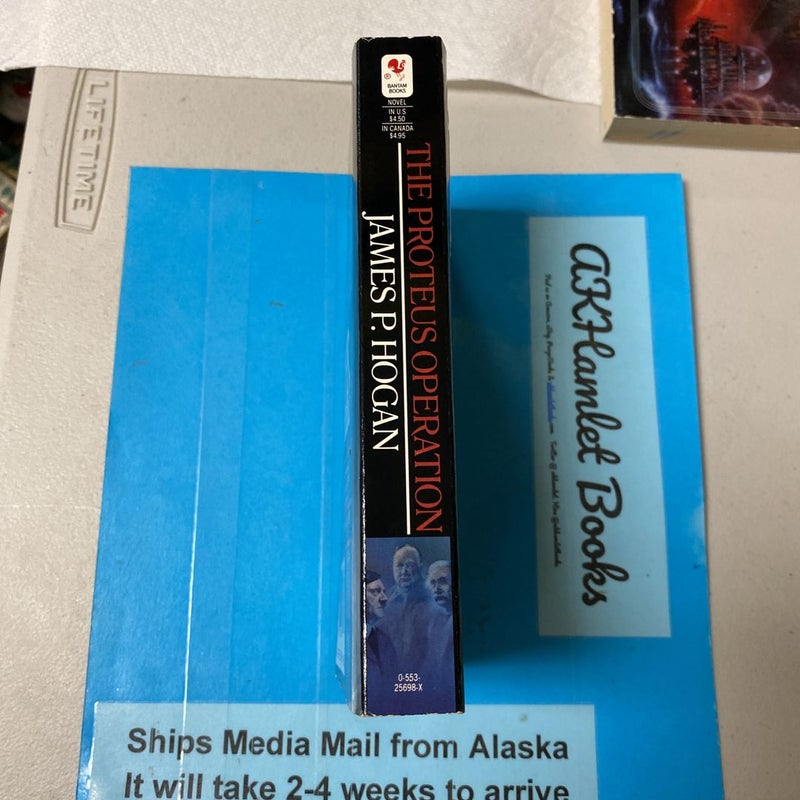 LIFETIME
BANTAM
BOOKS
NOVEL
IN U.S.
$4.50
IN CANADA
$4.95
THE PROTEUS OPERATION
JAMES P. HOGAN
0-553-
25698-X
AKHamlet Books
Ships Media Mail from Alaska
It will take 2-4 weeks to arrive